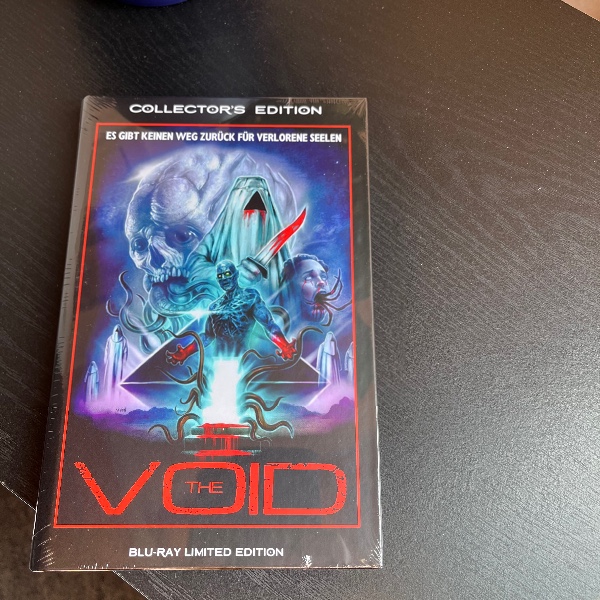 COLLECTOR'S EDITION
ES GIBT KEINEN WEG ZURÜCK FÜR VERLORENE SEELEN
THE VOID
BLU-RAY LIMITED EDITION